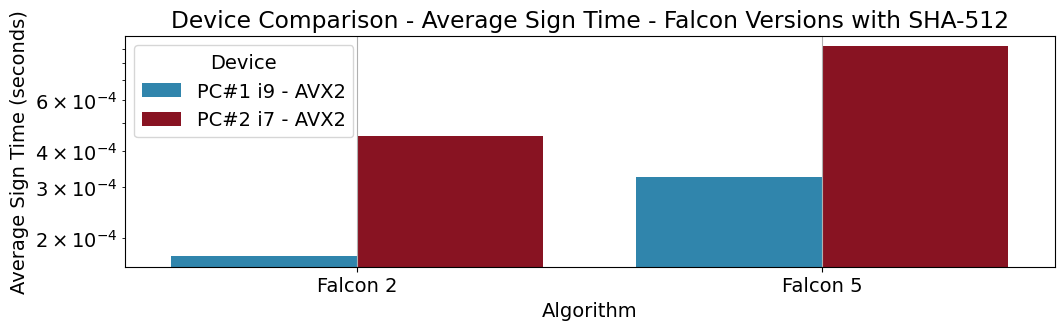 Device Comparison - Average Sign Time - Falcon Versions with SHA-512
Average Sign Time (seconds)
6 × 10⁻⁴
4 × 10⁻⁴
3 × 10⁻⁴
2 × 10⁻⁴
Device
PC#1 i9 - AVX2
PC#2 i7 - AVX2
Falcon 2
Falcon 5
Algorithm